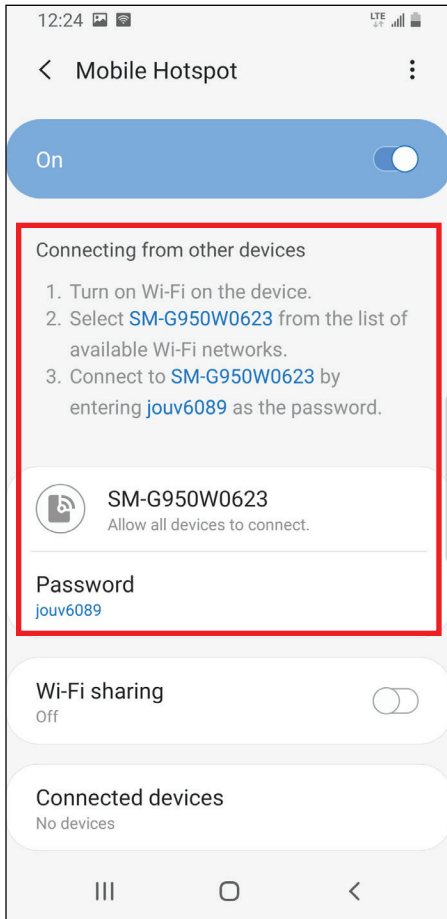 12:24
LTE
Mobile Hotspot
On
Connecting from other devices
1. Turn on Wi-Fi on the device.
2. Select SM-G950W0623 from the list of
available Wi-Fi networks.
3. Connect to SM-G950W0623 by
entering jouv6089 as the password.
SM-G950W0623
Allow all devices to connect.
Password
jouv6089
Wi-Fi sharing
Off
Connected devices
No devices